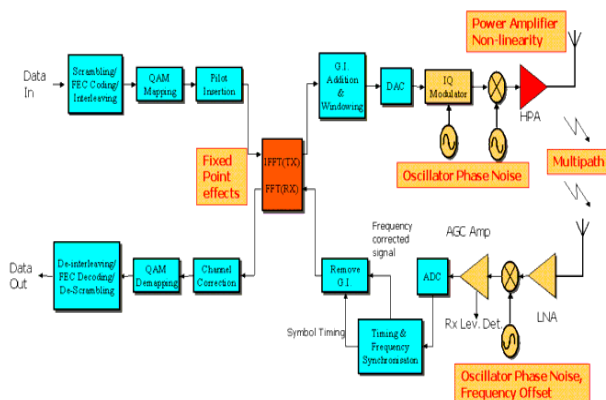 Power Amplifier
Non-linearity
Data
In
Scrambling/
FEC Coding/
Interleaving
QAM
Mapping
Pilot
Insertion
G.I.
Addition
&
Windowing
DAC
IQ
Modulator
HPA
Oscillator Phase Noise
Multipath
Fixed
Point
effects
IFFT(TX)
FFT(RX)
Frequency
corrected
signal
AGC Amp
Data
Out
De-interleaving/
FEC Decoding/
De-Scrambling
QAM
Demapping
Channel
Correction
Remove
G.I.
ADC
LNA
Rx Lev. Det.
Symbol Timing
Timing &
Frequency
Synchronission
Oscillator Phase Noise,
Frequency Offset